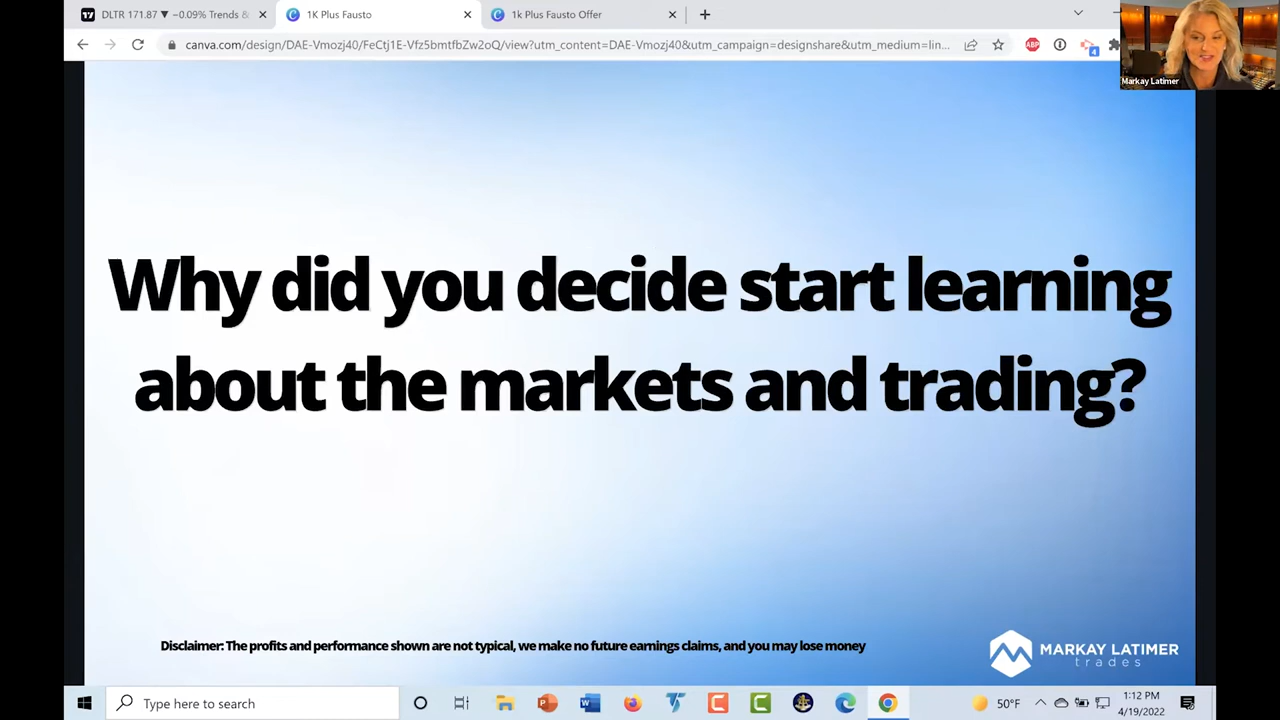 DLTR 171.87 ▼ −0.09% Trends &
1K Plus Fausto
1k Plus Fausto Offer
canva.com/design/DAE-Vmozj40/FeCtj1E-Vfz5bmtfbZw2oQ/view?utm_content=DAE-Vmozj40&utm_campaign=designshare&utm_medium=lin...
ABP
4
Markay Latimer
Why did you decide start learning
about the markets and trading?
Disclaimer: The profits and performance shown are not typical, we make no future earnings claims, and you may lose money
MARKAY LATIMER
trades
Type here to search
50°F
1:12 PM
4/19/2022